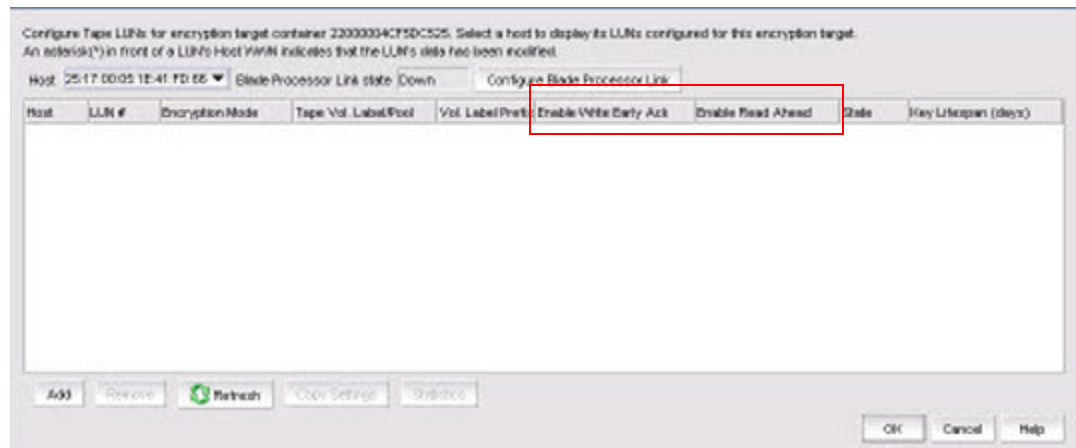 Configure Tape LUNs for encryption target container 22000004CF5DC525. Select a host to display its LUNs configured for this encryption target.
An asterisk(*) in front of a LUN's Host WWN indicates that the LUN's data has been modified.
Host 25:17:00:05:1E:41:FD:66 Blade Processor Link state Down Configure Blade Processor Link
Host LUN # Encryption Mode Tape Vol. Label/Pool Vol. Label Prefix Enable Write Early Ack Enable Read Ahead State Key Lifespan (days)
Add Remove Refresh Copy Settings Statistics
OK Cancel Help